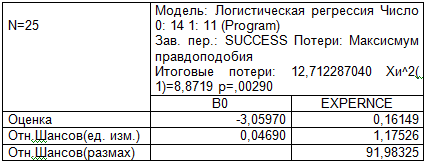 N=25
Модель: Логистическая регрессия Число
0: 14 1: 11 (Program)
Зав. пер.: SUCCESS Потери: Максисмум
правдоподобия
Итоговые потери: 12,712287040 Хи^2(
1)=8,8719 p=,00290
B0 EXPERNCE
Оценка -3,05970 0,16149
Отн.Шансов(ед. изм.) 0,04690 1,17526
Отн.Шансов(размах) 91,98325